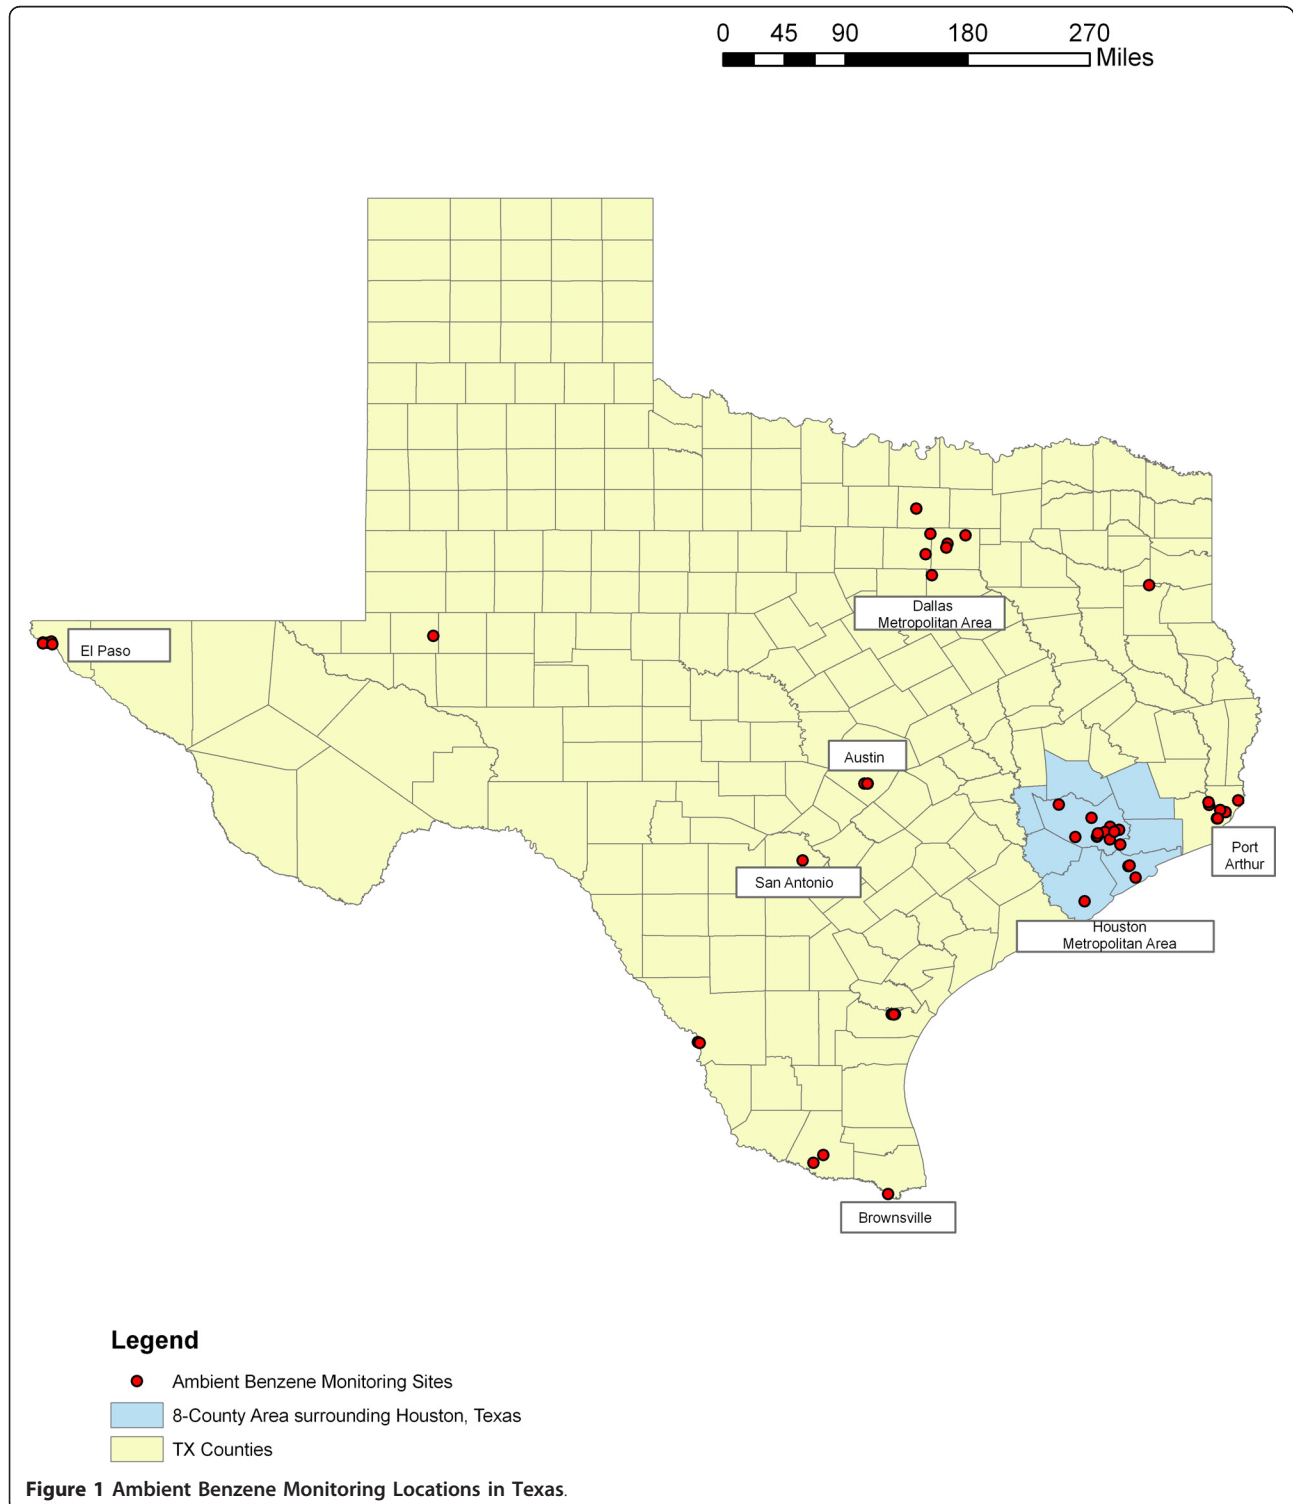 0 45 90 180 270
Miles
El Paso
Dallas
Metropolitan Area
Austin
San Antonio
Port
Arthur
Houston
Metropolitan Area
Brownsville
Legend
Ambient Benzene Monitoring Sites
8-County Area surrounding Houston, Texas
TX Counties
Figure 1 Ambient Benzene Monitoring Locations in Texas.